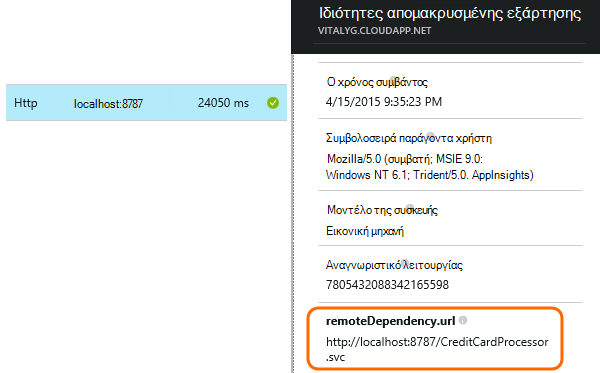 Http localhost:8787 24050 ms
Ιδιότητες απομακρυσμένης εξάρτησης
VITALYG.CLOUDAPP.NET
Ο χρόνος συμβάντος
4/15/2015 9:35:23 PM
Συμβολοσειρά παράγοντα χρήστη
Mozilla/5.0 (συμβατή; MSIE 9.0:
Windows NT 6.1; Trident/5.0. AppInsights)
Μοντέλο της συσκευής
Εικονική μηχανή
Αναγνωριστικό λειτουργίας
7805432088342165598
remoteDependency.url
http://localhost:8787/CreditCardProcessor
.svc